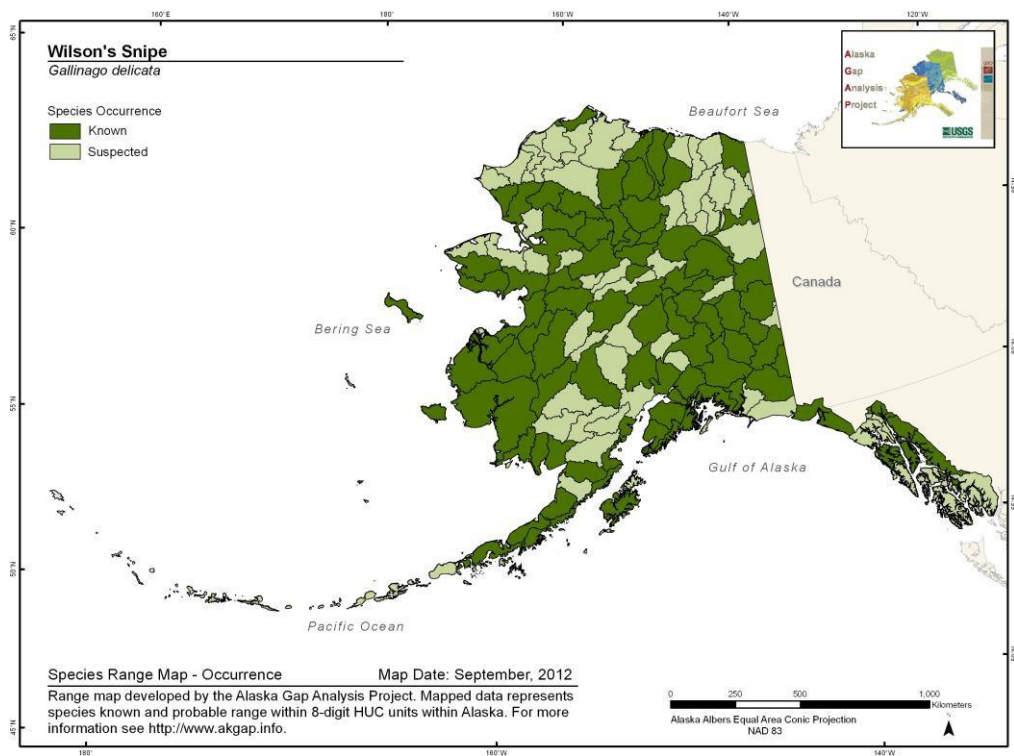 160°E
180°
160°W
140°W
120°W
65°N
Wilson's Snipe
Gallinago delicata
Species Occurrence
Known
Suspected
Alaska
Gap
Analysis
Project
USGS
Beaufort Sea
60°N
Canada
Bering Sea
55°N
Gulf of Alaska
50°N
Pacific Ocean
Species Range Map - Occurrence Map Date: September, 2012
Range map developed by the Alaska Gap Analysis Project. Mapped data represents
species known and probable range within 8-digit HUC units within Alaska. For more
information see http://www.akgap.info.
0 250 500 1,000
Kilometers
Alaska Albers Equal Area Conic Projection
NAD 83
N
45°N
180°
160°W
140°W